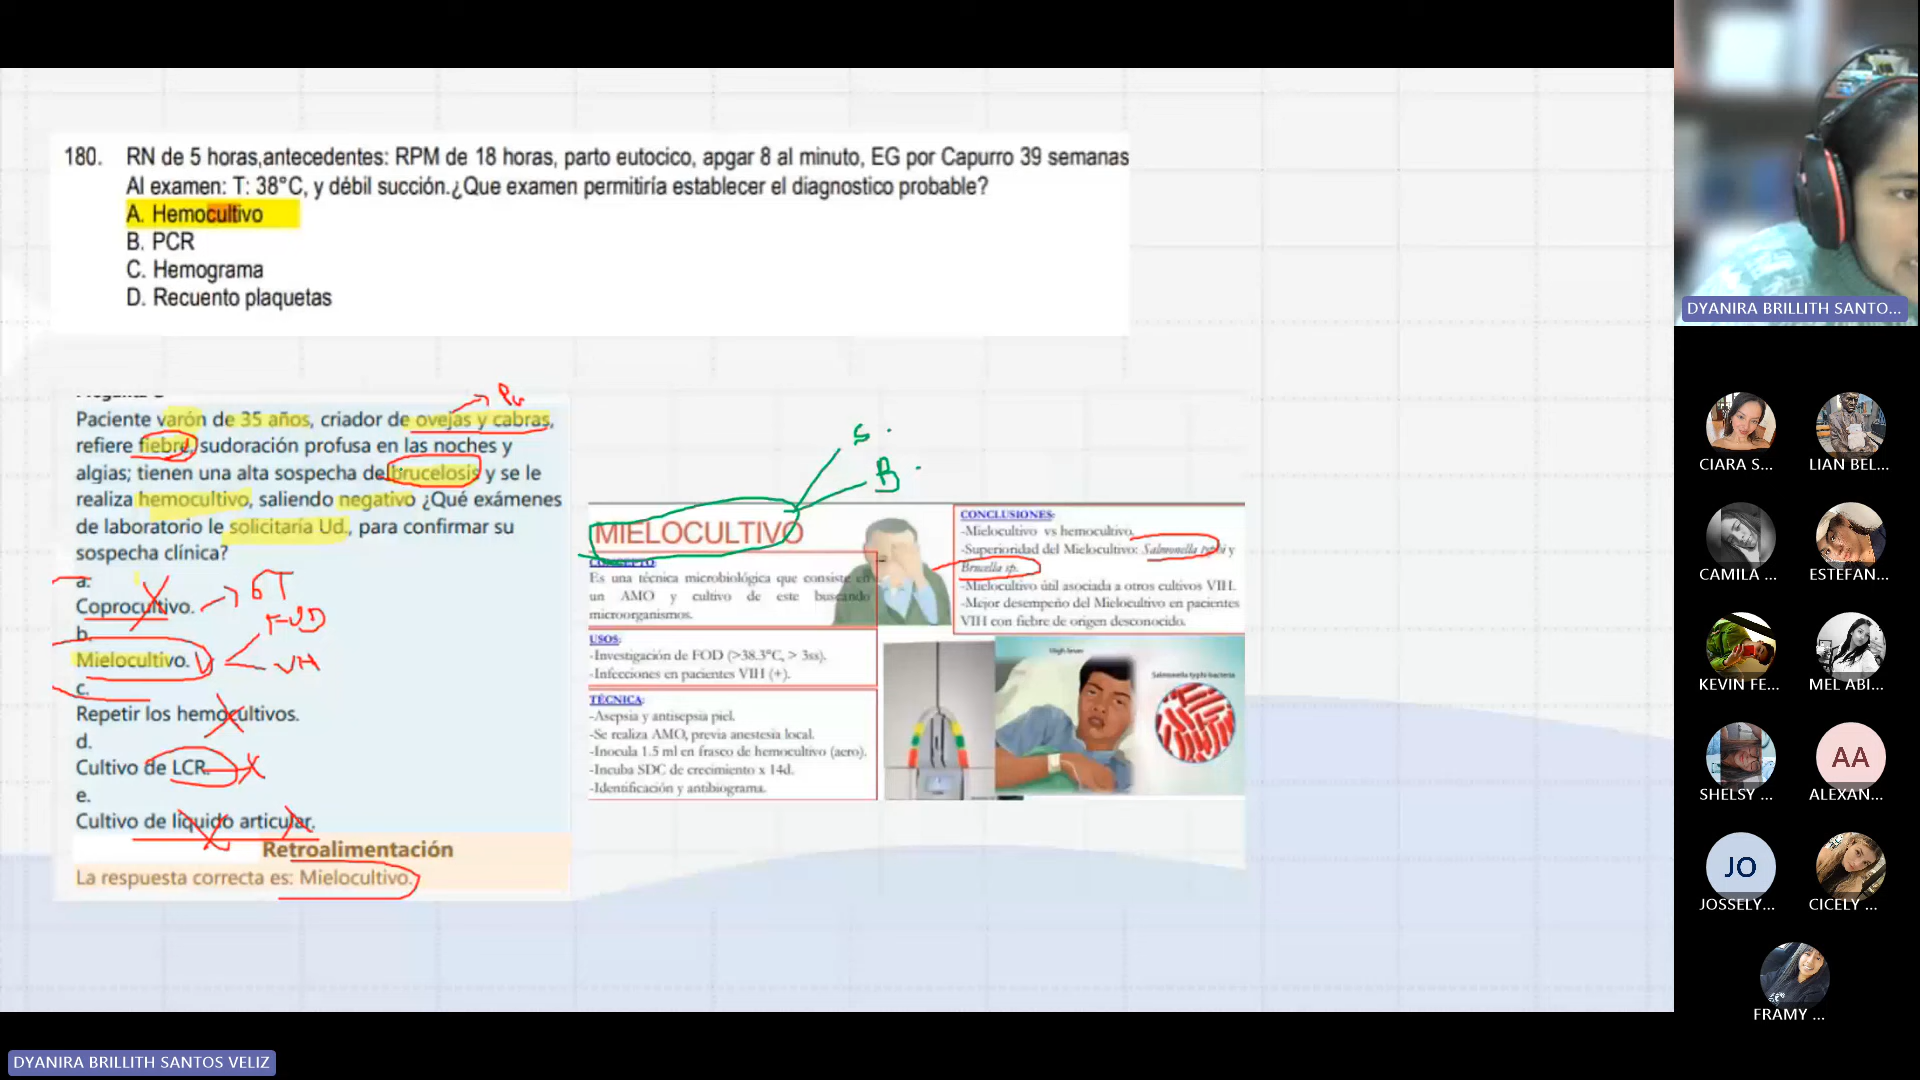 180. RN de 5 horas,antecedentes: RPM de 18 horas, parto eutocico, apgar 8 al minuto, EG por Capurro 39 semanas
Al examen: T: 38°C, y débil succión.¿Que examen permitiría establecer el diagnostico probable?
A. Hemocultivo
B. PCR
C. Hemograma
D. Recuento plaquetas
Paciente varón de 35 años, criador de ovejas y cabras,
refiere fiebre, sudoración profusa en las noches y
algias; tienen una alta sospecha de brucelosis y se le
realiza hemocultivo, saliendo negativo ¿Qué exámenes
de laboratorio le solicitaría Ud., para confirmar su
sospecha clínica?
a.
Coprocultivo.
b.
Mielocultivo.
c.
Repetir los hemocultivos.
d.
Cultivo de LCR.
e.
Cultivo de líquido articular.
Retroalimentación
La respuesta correcta es: Mielocultivo.
VH
S
B
MIELOCULTIVO
CONCEPTO:
Es una técnica microbiológica que consiste en
un AMO y cultivo de este buscando
microorganismos.
USOS:
-Investigación de FOD (>38.3°C, > 3ss).
-Infecciones en pacientes VIH (+).
TÉCNICA:
-Asepsia y antisepsia piel.
-Se realiza AMO, previa anestesia local.
-Inocula 1.5 ml en frasco de hemocultivo (aero).
-Incuba SDC de crecimiento x 14d.
-Identificación y antibiograma.
CONCLUSIONES:
-Mielocultivo vs hemocultivo.
-Superioridad del Mielocultivo: Salmonella typhi y
Brucella sp.
-Mielocultivo útil asociada a otros cultivos VIH.
-Mejor desempeño del Mielocultivo en pacientes
VIH con fiebre de origen desconocido.
High fever
Salmonella typhi bacteria
DYANIRA BRILLITH SANTO...
CIARA S...
LIAN BEL...
CAMILA ...
ESTEFAN...
KEVIN FE...
MEL ABI...
SHELSY ...
AA
ALEXAN...
JO
JOSSELY...
CICELY ...
FRAMY ...
DYANIRA BRILLITH SANTOS VELIZ